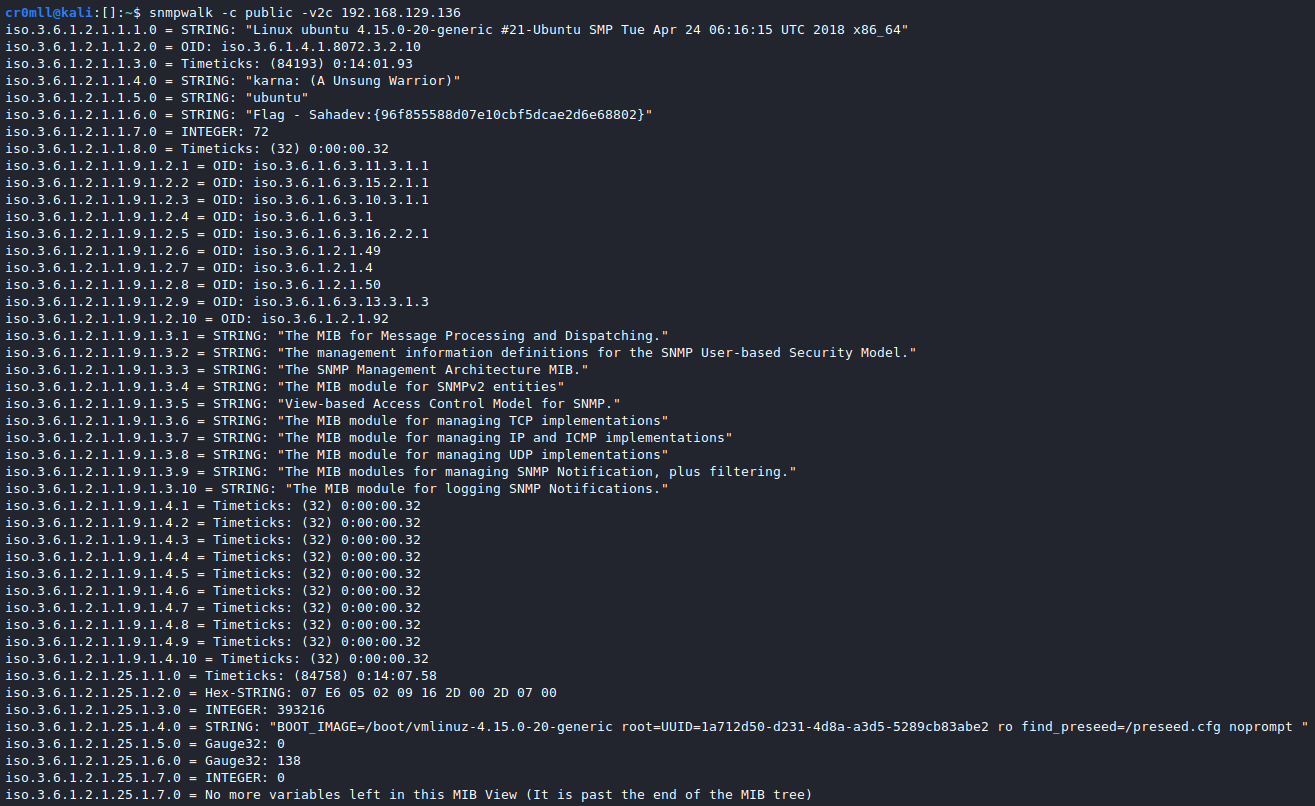 cr0mll@kali:[]:~$ snmpwalk -c public -v2c 192.168.129.136
iso.3.6.1.2.1.1.1.0 = STRING: "Linux ubuntu 4.15.0-20-generic #21-Ubuntu SMP Tue Apr 24 06:16:15 UTC 2018 x86_64"
iso.3.6.1.2.1.1.2.0 = OID: iso.3.6.1.4.1.8072.3.2.10
iso.3.6.1.2.1.1.3.0 = Timeticks: (84193) 0:14:01.93
iso.3.6.1.2.1.1.4.0 = STRING: "karna: (A Unsung Warrior)"
iso.3.6.1.2.1.1.5.0 = STRING: "ubuntu"
iso.3.6.1.2.1.1.6.0 = STRING: "Flag - Sahadev:{96f855588d07e10cbf5dcae2d6e68802}"
iso.3.6.1.2.1.1.7.0 = INTEGER: 72
iso.3.6.1.2.1.1.8.0 = Timeticks: (32) 0:00:00.32
iso.3.6.1.2.1.1.9.1.2.1 = OID: iso.3.6.1.6.3.11.3.1.1
iso.3.6.1.2.1.1.9.1.2.2 = OID: iso.3.6.1.6.3.15.2.1.1
iso.3.6.1.2.1.1.9.1.2.3 = OID: iso.3.6.1.6.3.10.3.1.1
iso.3.6.1.2.1.1.9.1.2.4 = OID: iso.3.6.1.6.3.1
iso.3.6.1.2.1.1.9.1.2.5 = OID: iso.3.6.1.6.3.16.2.2.1
iso.3.6.1.2.1.1.9.1.2.6 = OID: iso.3.6.1.2.1.49
iso.3.6.1.2.1.1.9.1.2.7 = OID: iso.3.6.1.2.1.4
iso.3.6.1.2.1.1.9.1.2.8 = OID: iso.3.6.1.2.1.50
iso.3.6.1.2.1.1.9.1.2.9 = OID: iso.3.6.1.6.3.13.3.1.3
iso.3.6.1.2.1.1.9.1.2.10 = OID: iso.3.6.1.2.1.92
iso.3.6.1.2.1.1.9.1.3.1 = STRING: "The MIB for Message Processing and Dispatching."
iso.3.6.1.2.1.1.9.1.3.2 = STRING: "The management information definitions for the SNMP User-based Security Model."
iso.3.6.1.2.1.1.9.1.3.3 = STRING: "The SNMP Management Architecture MIB."
iso.3.6.1.2.1.1.9.1.3.4 = STRING: "The MIB module for SNMPv2 entities"
iso.3.6.1.2.1.1.9.1.3.5 = STRING: "View-based Access Control Model for SNMP."
iso.3.6.1.2.1.1.9.1.3.6 = STRING: "The MIB module for managing TCP implementations"
iso.3.6.1.2.1.1.9.1.3.7 = STRING: "The MIB module for managing IP and ICMP implementations"
iso.3.6.1.2.1.1.9.1.3.8 = STRING: "The MIB module for managing UDP implementations"
iso.3.6.1.2.1.1.9.1.3.9 = STRING: "The MIB modules for managing SNMP Notification, plus filtering."
iso.3.6.1.2.1.1.9.1.3.10 = STRING: "The MIB module for logging SNMP Notifications."
iso.3.6.1.2.1.1.9.1.4.1 = Timeticks: (32) 0:00:00.32
iso.3.6.1.2.1.1.9.1.4.2 = Timeticks: (32) 0:00:00.32
iso.3.6.1.2.1.1.9.1.4.3 = Timeticks: (32) 0:00:00.32
iso.3.6.1.2.1.1.9.1.4.4 = Timeticks: (32) 0:00:00.32
iso.3.6.1.2.1.1.9.1.4.5 = Timeticks: (32) 0:00:00.32
iso.3.6.1.2.1.1.9.1.4.6 = Timeticks: (32) 0:00:00.32
iso.3.6.1.2.1.1.9.1.4.7 = Timeticks: (32) 0:00:00.32
iso.3.6.1.2.1.1.9.1.4.8 = Timeticks: (32) 0:00:00.32
iso.3.6.1.2.1.1.9.1.4.9 = Timeticks: (32) 0:00:00.32
iso.3.6.1.2.1.1.9.1.4.10 = Timeticks: (32) 0:00:00.32
iso.3.6.1.2.1.25.1.1.0 = Timeticks: (84758) 0:14:07.58
iso.3.6.1.2.1.25.1.2.0 = Hex-STRING: 07 E6 05 02 09 16 2D 00 2D 07 00
iso.3.6.1.2.1.25.1.3.0 = INTEGER: 393216
iso.3.6.1.2.1.25.1.4.0 = STRING: "BOOT_IMAGE=/boot/vmlinuz-4.15.0-20-generic root=UUID=1a712d50-d231-4d8a-a3d5-5289cb83abe2 ro find_preseed=/preseed.cfg noprompt "
iso.3.6.1.2.1.25.1.5.0 = Gauge32: 0
iso.3.6.1.2.1.25.1.6.0 = Gauge32: 138
iso.3.6.1.2.1.25.1.7.0 = INTEGER: 0
iso.3.6.1.2.1.25.1.7.0 = No more variables left in this MIB View (It is past the end of the MIB tree)